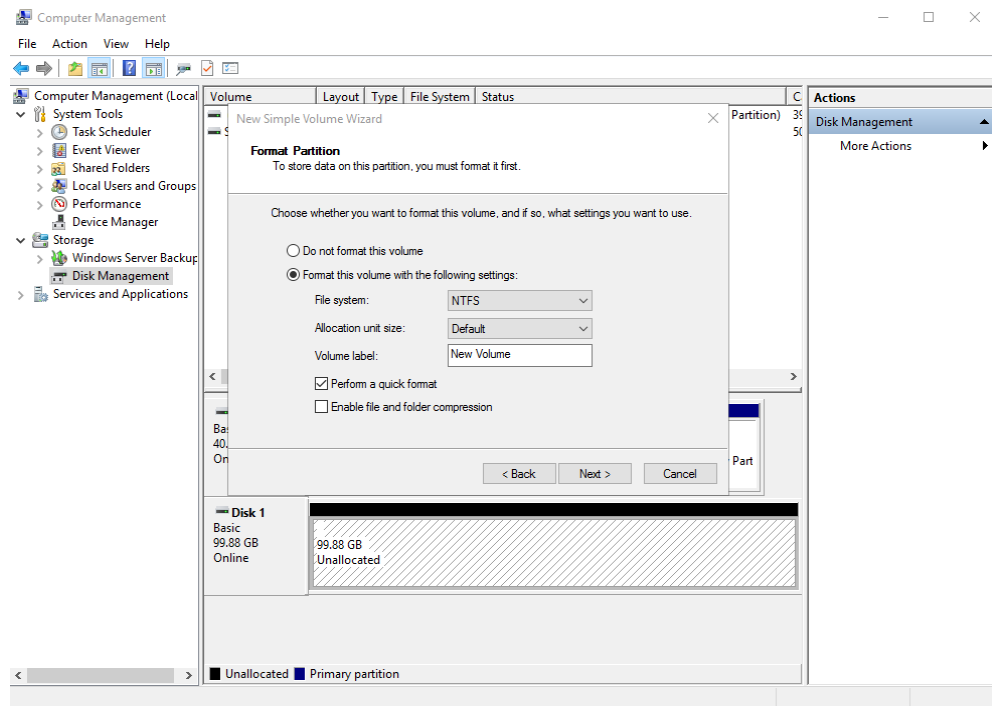 Computer Management
File Action View Help
Computer Management (Local
System Tools
Task Scheduler
Event Viewer
Shared Folders
Local Users and Groups
Performance
Device Manager
Storage
Windows Server Backup
Disk Management
Services and Applications
Volume Layout Type File System Status C
Partition) 39
S 50
New Simple Volume Wizard
Format Partition
To store data on this partition, you must format it first.
Choose whether you want to format this volume, and if so, what settings you want to use.
Do not format this volume
Format this volume with the following settings:
File system: NTFS
Allocation unit size: Default
Volume label: New Volume
Perform a quick format
Enable file and folder compression
< Back Next > Cancel
Bas
40.
On
Part
Disk 1
Basic
99.88 GB
Online
99.88 GB
Unallocated
Unallocated Primary partition
Actions
Disk Management
More Actions